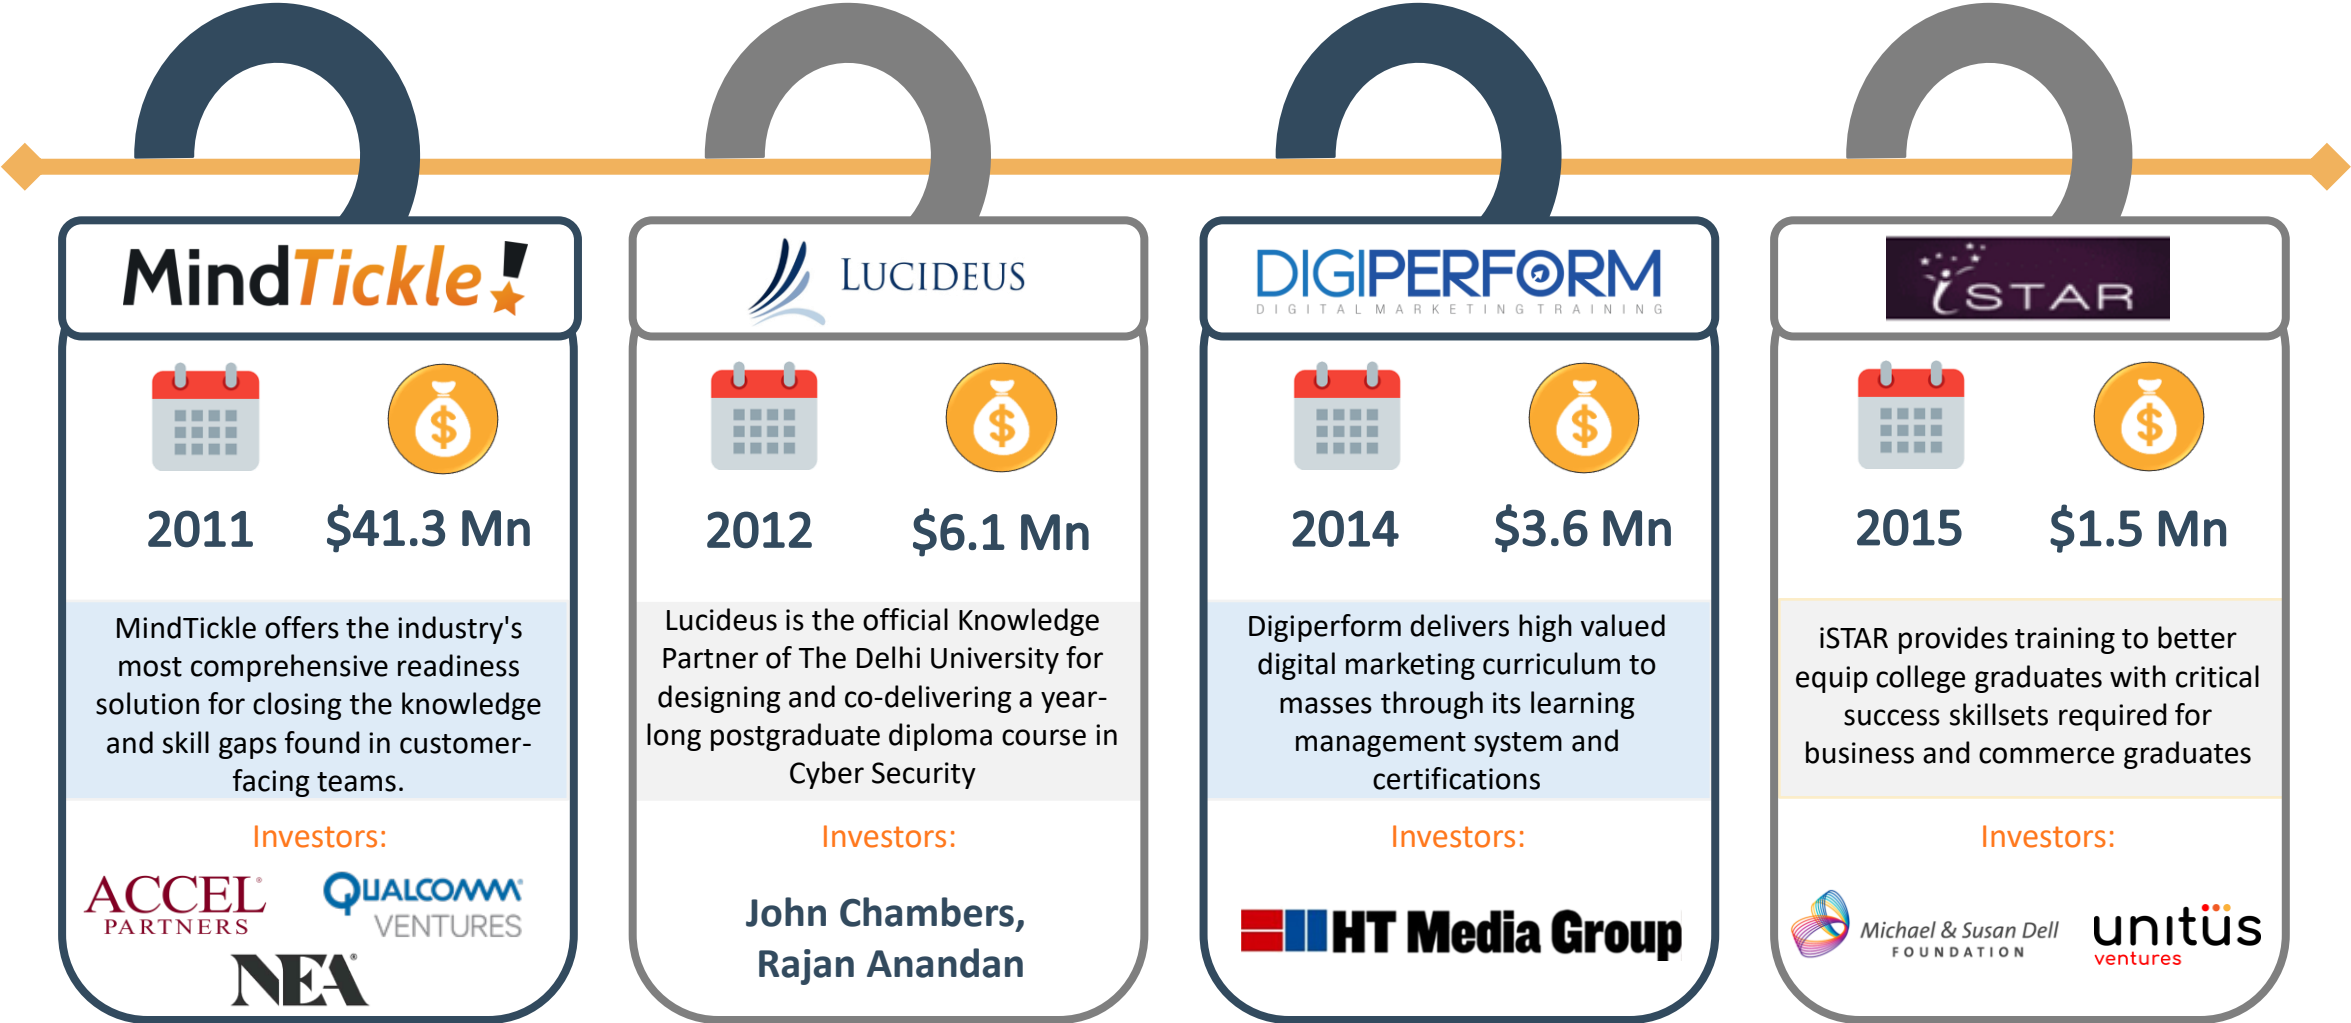 MindTickle!
2011
$41.3 Mn
MindTickle offers the industry's
most comprehensive readiness
solution for closing the knowledge
and skill gaps found in customer-
facing teams.
Investors:
ACCEL
PARTNERS
QUALCOMM
VENTURES
NEA
LUCIDEUS
2012
$6.1 Mn
Lucideus is the official Knowledge
Partner of The Delhi University for
designing and co-delivering a year-
long postgraduate diploma course in
Cyber Security
Investors:
John Chambers,
Rajan Anandan
DIGIPERFORM
DIGITAL MARKETING TRAINING
2014
$3.6 Mn
Digiperform delivers high valued
digital marketing curriculum to
masses through its learning
management system and
certifications
Investors:
HT Media Group
iSTAR
2015
$1.5 Mn
iSTAR provides training to better
equip college graduates with critical
success skillsets required for
business and commerce graduates
Investors:
Michael & Susan Dell
FOUNDATION
unitüs
ventures